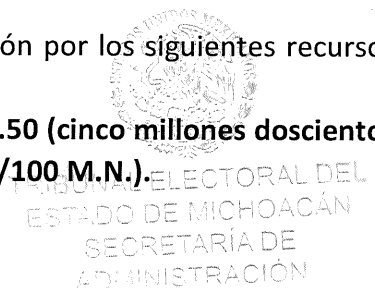 ón por los siguientes recurso
.50 (cinco millones dosciento
/100 M.N.).
TRIBUNAL ELECTORAL DEL
ESTADO DE MICHOACÁN
SECRETARÍA DE
ADMINISTRACIÓN